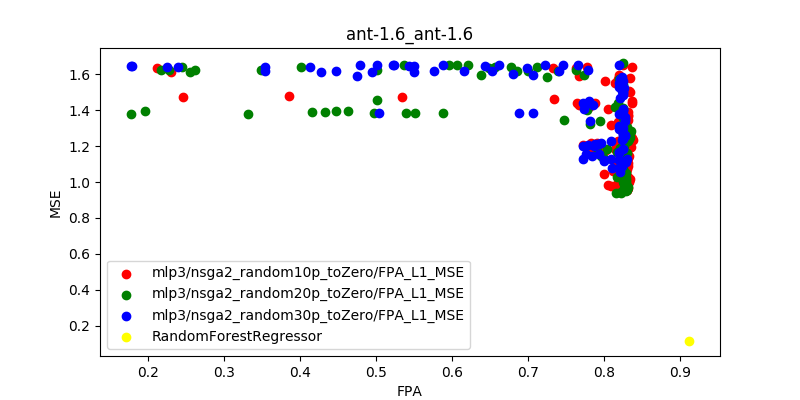 ant-1.6_ant-1.6
MSE
1.6
1.4
1.2
1.0
0.8
0.6
0.4
0.2
mlp3/nsga2_random10p_toZero/FPA_L1_MSE
mlp3/nsga2_random20p_toZero/FPA_L1_MSE
mlp3/nsga2_random30p_toZero/FPA_L1_MSE
RandomForestRegressor
0.2 0.3 0.4 0.5 0.6 0.7 0.8 0.9
FPA